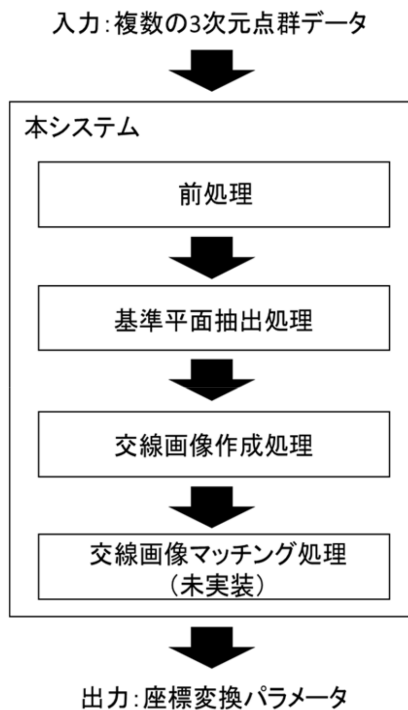 入力：複数の3次元点群データ
本システム
前処理
基準平面抽出処理
交線画像作成処理
交線画像マッチング処理
（未実装）
出力：座標変換パラメータ